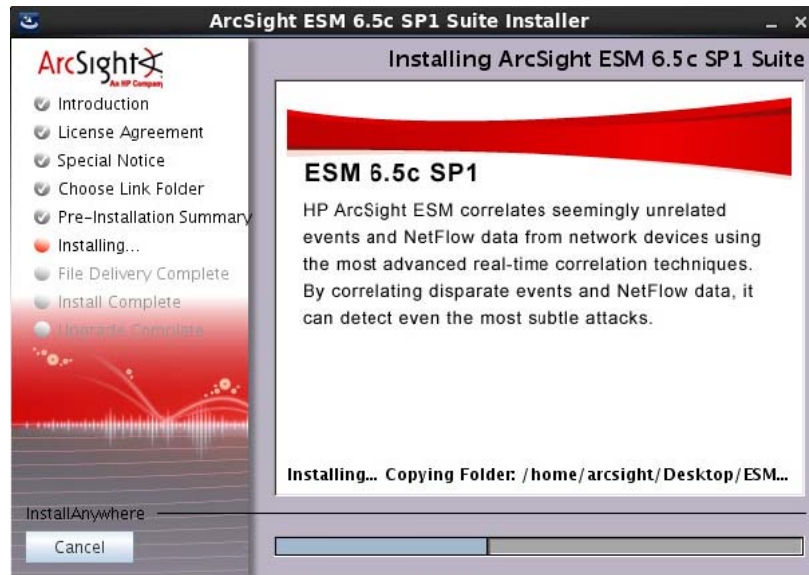 ArcSight ESM 6.5c SP1 Suite Installer
ArcSight
An HP Company
Introduction
License Agreement
Special Notice
Choose Link Folder
Pre-Installation Summary
Installing...
File Delivery Complete
Install Complete
Upgrade Complete
InstallAnywhere
Cancel
Installing ArcSight ESM 6.5c SP1 Suite
ESM 6.5c SP1
HP ArcSight ESM correlates seemingly unrelated
events and NetFlow data from network devices using
the most advanced real-time correlation techniques.
By correlating disparate events and NetFlow data, it
can detect even the most subtle attacks.
Installing... Copying Folder: /home/arcsight/Desktop/ESM...